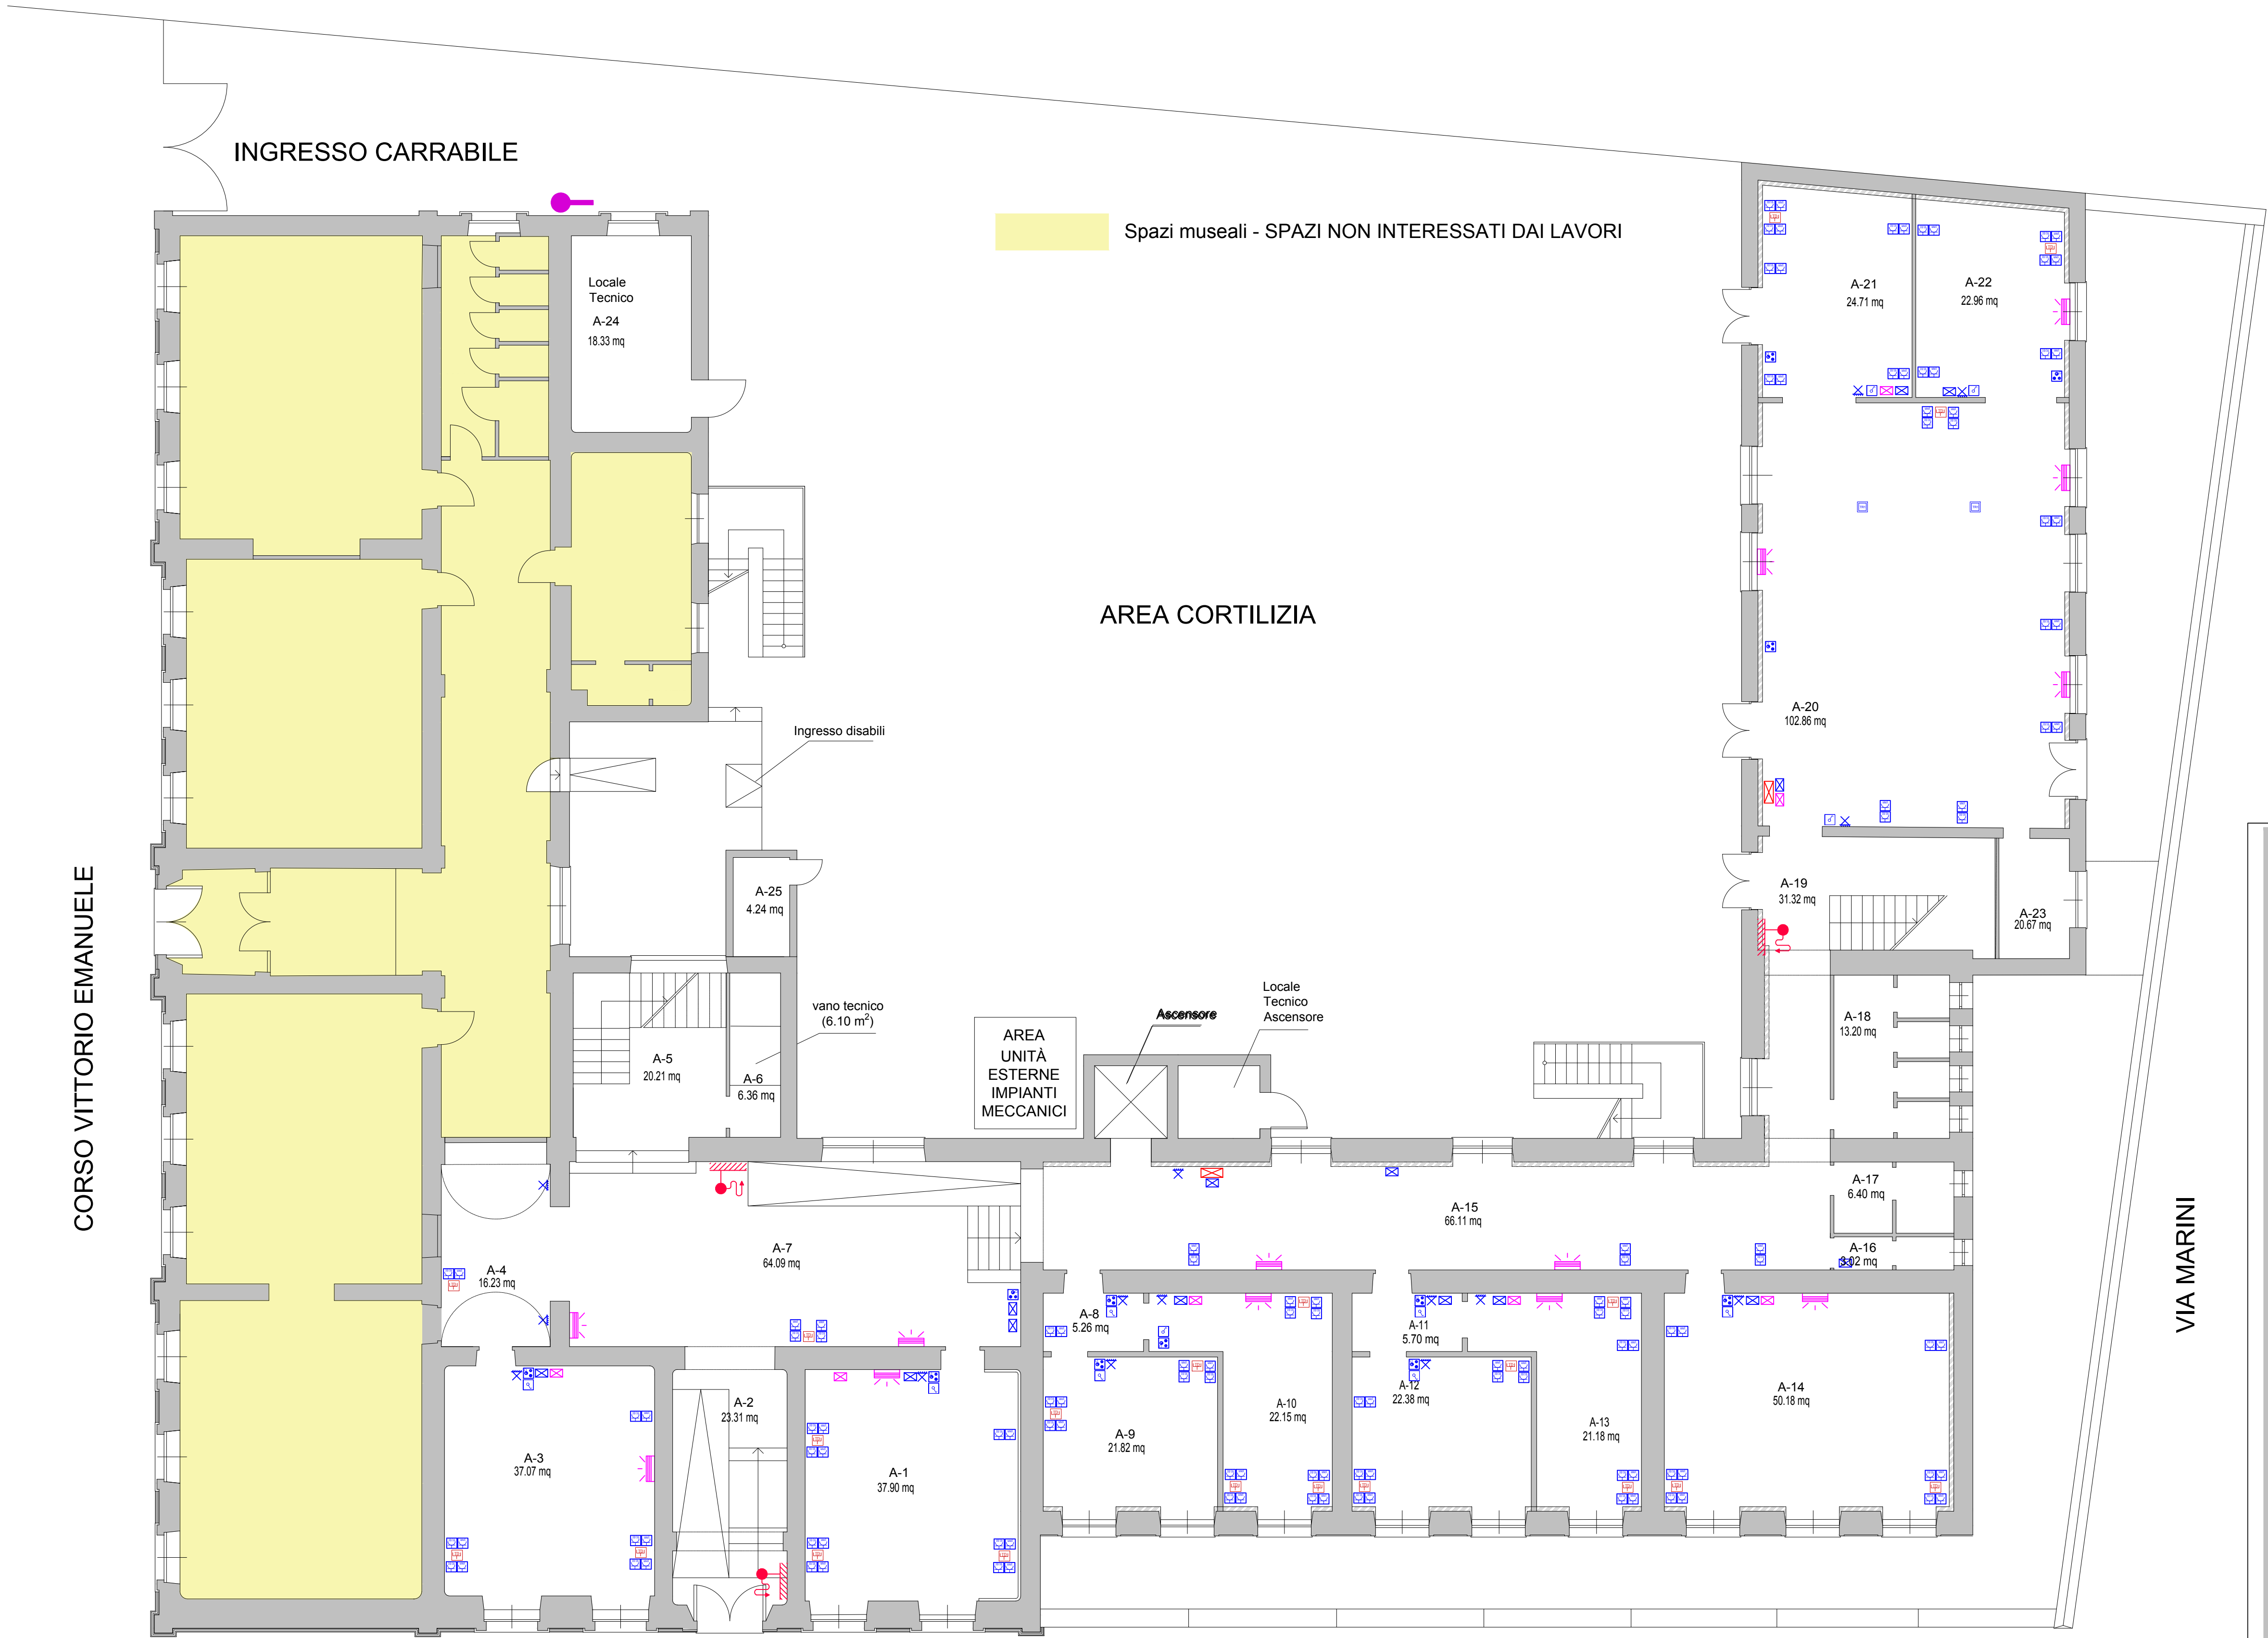 INGRESSO CARRABILE
Spazi museali - SPAZI NON INTERESSATI DAI LAVORI
Locale
Tecnico
A-24
18.33 mq
A-21
24.71 mq
A-22
22.96 mq
AREA CORTILIZIA
A-20
102.86 mq
Ingresso disabili
CORSO VITTORIO EMANUELE
A-25
4.24 mq
A-19
31.32 mq
A-23
20.67 mq
vano tecnico
(6.10 m²)
A-5
20.21 mq
A-6
6.36 mq
AREA
UNITÀ
ESTERNE
IMPIANTI
MECCANICI
Ascensore
Locale
Tecnico
Ascensore
A-18
13.20 mq
A-17
6.40 mq
A-15
66.11 mq
A-16
3.02 mq
A-7
64.09 mq
A-4
16.23 mq
VIA MARINI
A-8
5.26 mq
A-11
5.70 mq
A-2
23.31 mq
A-3
37.07 mq
A-1
37.90 mq
A-9
21.82 mq
A-10
22.15 mq
A-12
22.38 mq
A-13
21.18 mq
A-14
50.18 mq